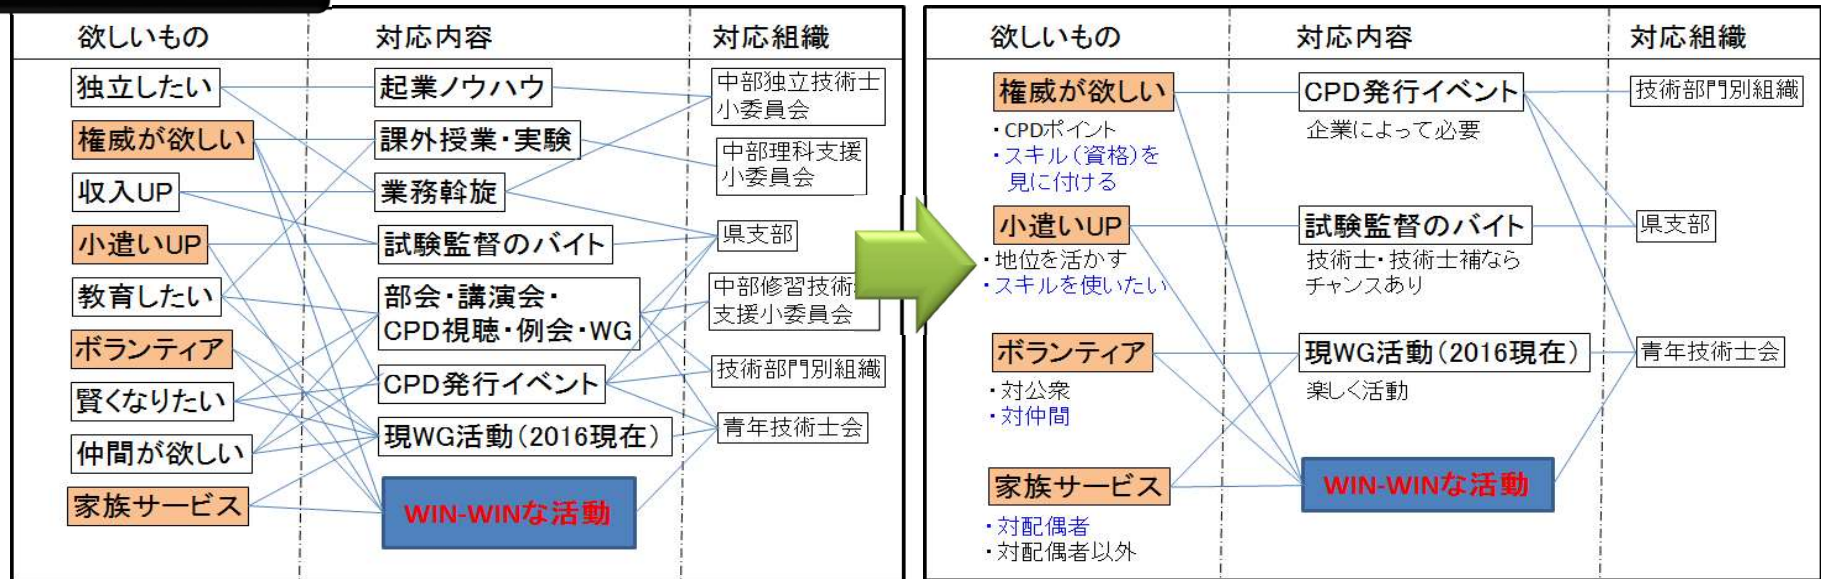 欲しいもの
対応内容
対応組織
独立したい
権威が欲しい
収入UP
小遣いUP
教育したい
ボランティア
賢くなりたい
仲間が欲しい
家族サービス
起業ノウハウ
課外授業・実験
業務斡旋
試験監督のバイト
部会・講演会・
CPD視聴・例会・WG
CPD発行イベント
現WG活動(2016現在)
WIN-WINな活動
中部独立技術士
小委員会
中部理科支援
小委員会
県支部
中部修習技術
支援小委員会
技術部門別組織
青年技術士会
欲しいもの
対応内容
対応組織
権威が欲しい
・CPDポイント
・スキル(資格)を
見に付ける
小遣いUP
・地位を活かす
・スキルを使いたい
ボランティア
・対公衆
・対仲間
家族サービス
・対配偶者
・対配偶者以外
CPD発行イベント
企業によって必要
試験監督のバイト
技術士・技術士補なら
チャンスあり
現WG活動(2016現在)
楽しく活動
WIN-WINな活動
技術部門別組織
県支部
青年技術士会